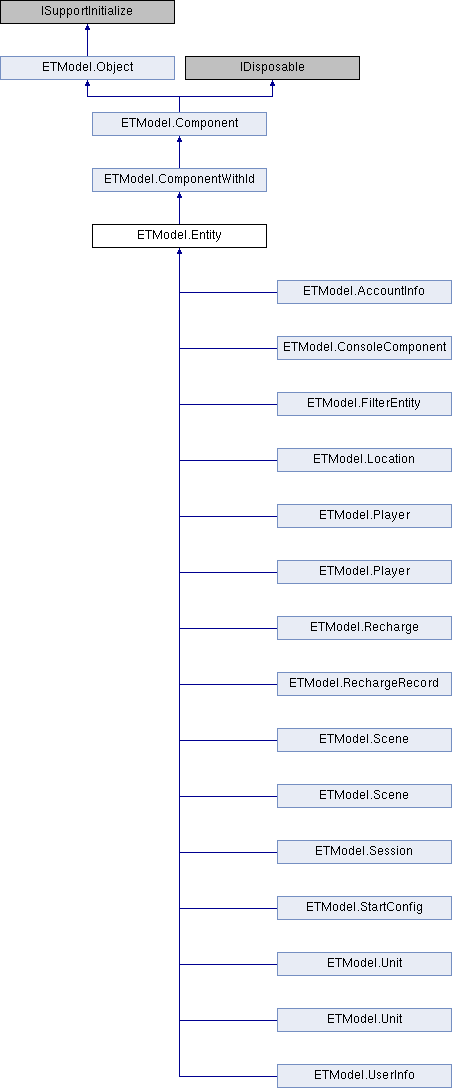 ISupportInitialize
ETModel.Object
IDisposable
ETModel.Component
ETModel.ComponentWithId
ETModel.Entity
ETModel.AccountInfo
ETModel.ConsoleComponent
ETModel.FilterEntity
ETModel.Location
ETModel.Player
ETModel.Player
ETModel.Recharge
ETModel.RechargeRecord
ETModel.Scene
ETModel.Scene
ETModel.Session
ETModel.StartConfig
ETModel.Unit
ETModel.Unit
ETModel.UserInfo